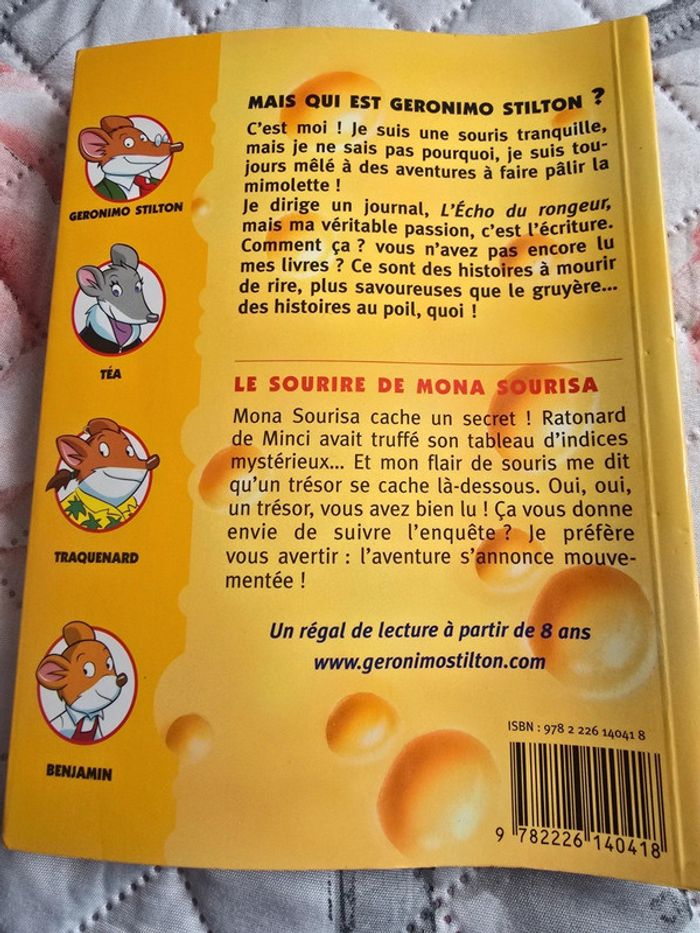 MAIS QUI EST GERONIMO STILTON ?
C'est moi ! Je suis une souris tranquille,
mais je ne sais pas pourquoi, je suis tou-
jours mêlé à des aventures à faire pâlir la
mimolette !
Je dirige un journal, L'Écho du rongeur,
mais ma véritable passion, c'est l'écriture.
Comment ça ? vous n'avez pas encore lu
mes livres ? Ce sont des histoires à mourir
de rire, plus savoureuses que le gruyère...
des histoires au poil, quoi !
GERONIMO STILTON
TÉA
TRAQUENARD
BENJAMIN
LE SOURIRE DE MONA SOURISA
Mona Sourisa cache un secret ! Ratonard
de Minci avait truffé son tableau d'indices
mystérieux... Et mon flair de souris me dit
qu'un trésor se cache là-dessous. Oui, oui,
un trésor, vous avez bien lu ! Ça vous donne
envie de suivre l'enquête ? Je préfère
vous avertir : l'aventure s'annonce mouve-
mentée !
Un régal de lecture à partir de 8 ans
www.geronimostilton.com
ISBN : 978 2 226 14041 8
9 782226 140418